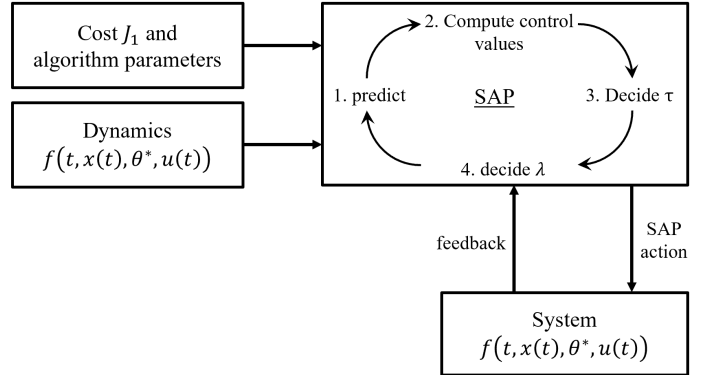 Cost J₁ and
algorithm parameters
Dynamics
f(t, x(t), θ*, u(t))
2. Compute control
values
1. predict
SAP
3. Decide τ
4. decide λ
feedback
SAP
action
System
f(t, x(t), θ*, u(t))